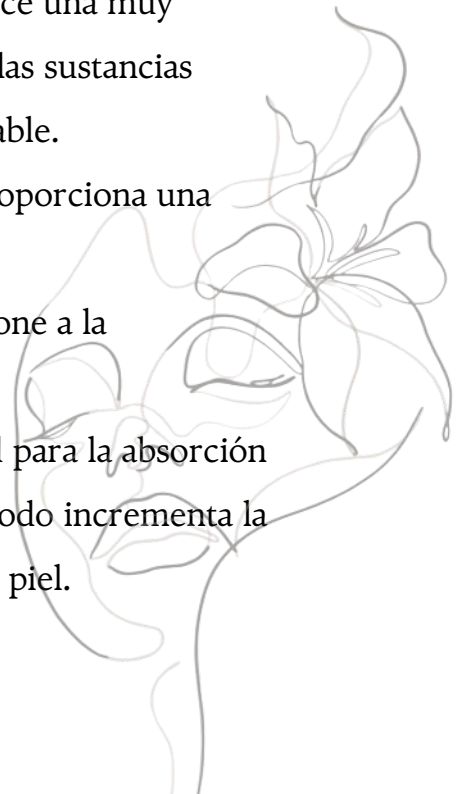 ce una muy
las sustancias
able.
oporciona una
one a la
para la absorción
odo incrementa la
piel.